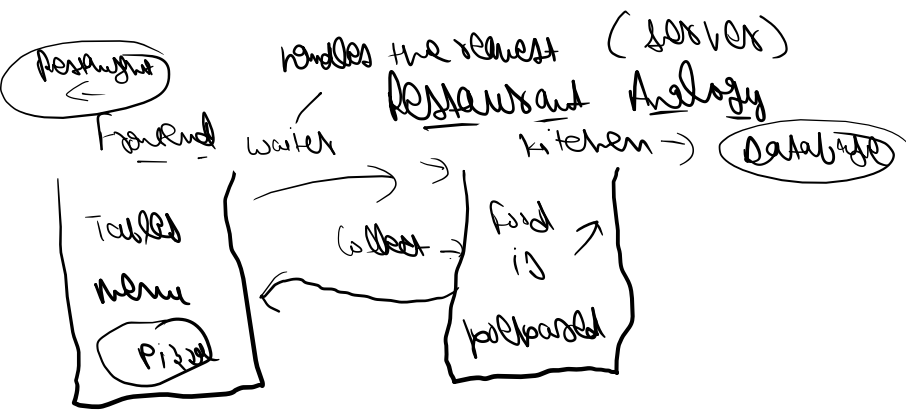 handles the request (server)
Restaurant
Restaurant Analogy
Frontend
waiter
kitchen → Database
Tables
menu
Pizza
Collect
Food
is
prepared